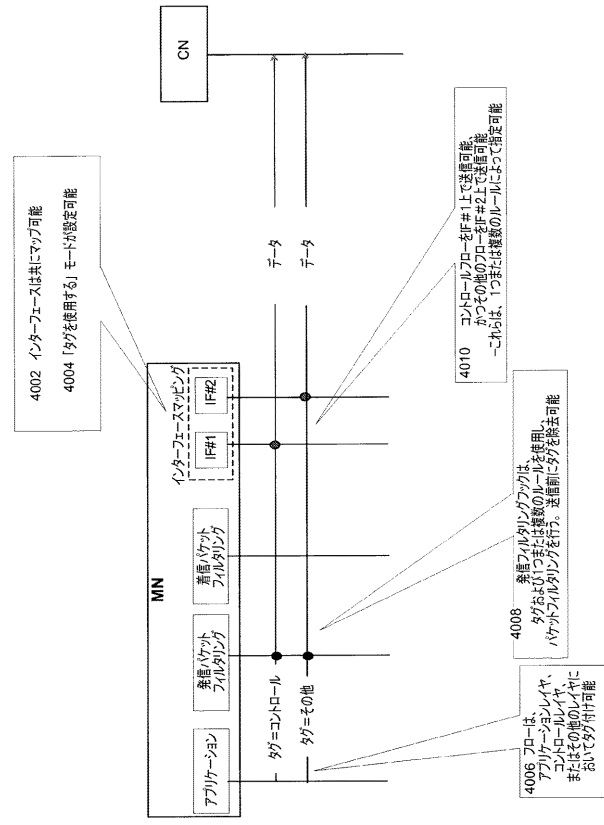 4002 インターフェースは共にマップ可能
4004 「タグを使用する」モードが設定可能
MN
アプリケーション
発信パケット
フィルタリング
着信パケット
フィルタリング
インターフェースマッピング
IF#1
IF#2
CN
タグ=コントロール
データ
タグ=その他
データ
4006 フローは、
アプリケーションレイヤ、
コントロールレイヤ、
またはその他のレイヤに
おいてタグ付け可能
4008 発信フィルタリングフックは、
タグおよび1つまたは複数のルールを使用し、
パケットフィルタリングを行う。送信前にタグを除去可能
4010 コントロールフローをIF#1上で送信可能、
かつその他のフローをIF#2上で送信可能
-これらは、1つまたは複数のルールによって指定可能